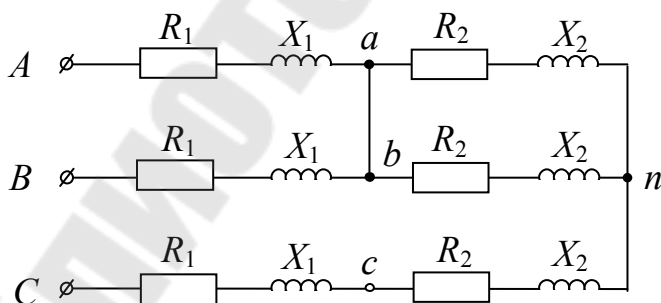 R1 X1 a R2 X2
A
R1 X1 b R2 X2
B n
R1 X1 c R2 X2
C